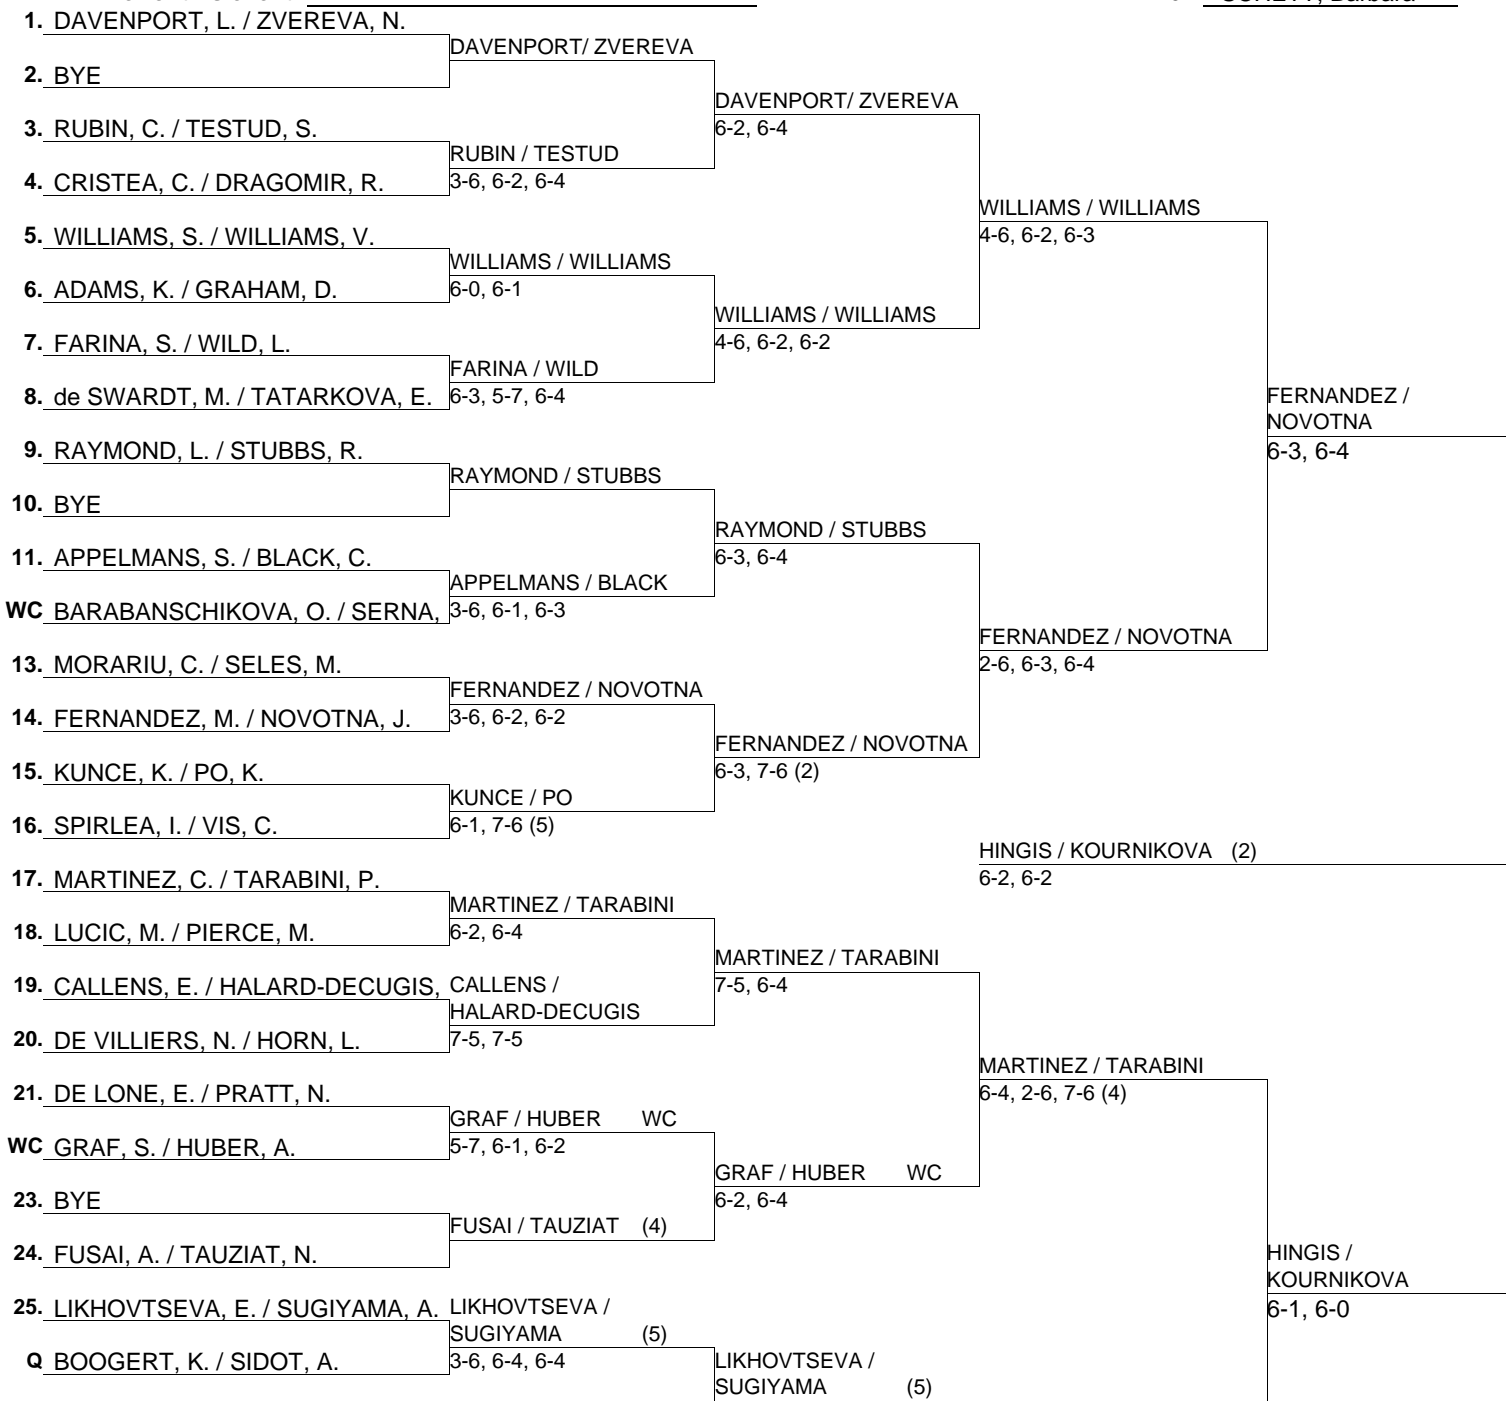 1. DAVENPORT, L. / ZVEREVA, N.
DAVENPORT/ ZVEREVA
2. BYE
DAVENPORT/ ZVEREVA
3. RUBIN, C. / TESTUD, S.
6-2, 6-4
RUBIN / TESTUD
4. CRISTEA, C. / DRAGOMIR, R.
3-6, 6-2, 6-4
WILLIAMS / WILLIAMS
5. WILLIAMS, S. / WILLIAMS, V.
4-6, 6-2, 6-3
WILLIAMS / WILLIAMS
6. ADAMS, K. / GRAHAM, D.
6-0, 6-1
WILLIAMS / WILLIAMS
7. FARINA, S. / WILD, L.
4-6, 6-2, 6-2
FARINA / WILD
8. de SWARDT, M. / TATARKOVA, E.
6-3, 5-7, 6-4
FERNANDEZ /
NOVOTNA
9. RAYMOND, L. / STUBBS, R.
6-3, 6-4
RAYMOND / STUBBS
10. BYE
RAYMOND / STUBBS
11. APPELMANS, S. / BLACK, C.
6-3, 6-4
APPELMANS / BLACK
WC BARABANSCHIKOVA, O. / SERNA,
3-6, 6-1, 6-3
FERNANDEZ / NOVOTNA
13. MORARIU, C. / SELES, M.
2-6, 6-3, 6-4
FERNANDEZ / NOVOTNA
14. FERNANDEZ, M. / NOVOTNA, J.
3-6, 6-2, 6-2
FERNANDEZ / NOVOTNA
15. KUNCE, K. / PO, K.
6-3, 7-6 (2)
KUNCE / PO
16. SPIRLEA, I. / VIS, C.
6-1, 7-6 (5)
HINGIS / KOURNIKOVA (2)
17. MARTINEZ, C. / TARABINI, P.
6-2, 6-2
MARTINEZ / TARABINI
18. LUCIC, M. / PIERCE, M.
6-2, 6-4
MARTINEZ / TARABINI
19. CALLENS, E. / HALARD-DECUGIS,
CALLENS /
7-5, 6-4
HALARD-DECUGIS
20. DE VILLIERS, N. / HORN, L.
7-5, 7-5
MARTINEZ / TARABINI
21. DE LONE, E. / PRATT, N.
6-4, 2-6, 7-6 (4)
GRAF / HUBER WC
WC GRAF, S. / HUBER, A.
5-7, 6-1, 6-2
GRAF / HUBER WC
23. BYE
6-2, 6-4
FUSAI / TAUZIAT (4)
24. FUSAI, A. / TAUZIAT, N.
HINGIS /
KOURNIKOVA
25. LIKHOVTSEVA, E. / SUGIYAMA, A.
LIKHOVTSEVA /
6-1, 6-0
SUGIYAMA (5)
Q BOOGERT, K. / SIDOT, A.
3-6, 6-4, 6-4
LIKHOVTSEVA /
SUGIYAMA (5)